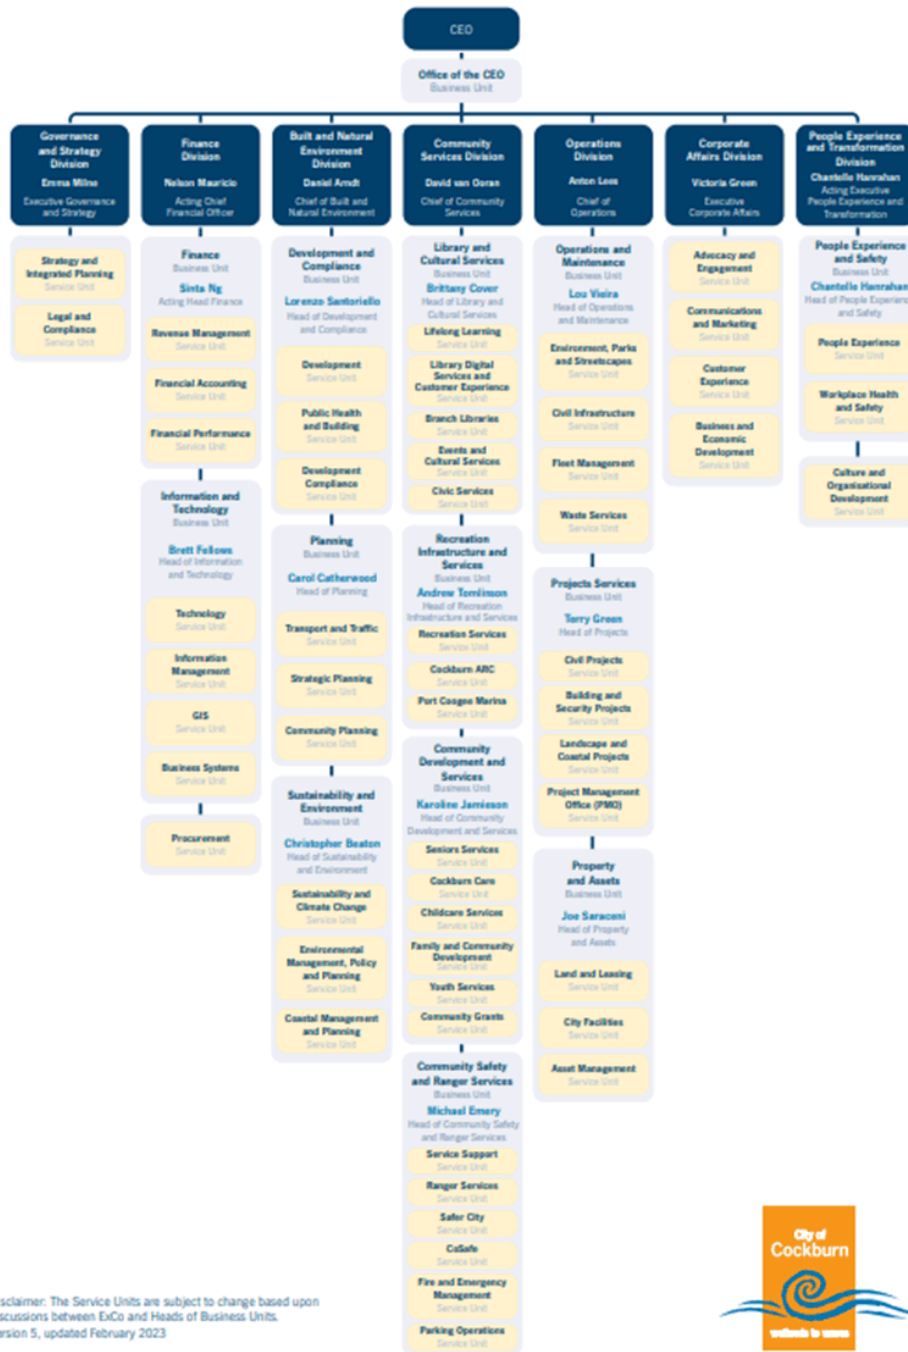 CEO
Office of the CEO
Business Unit
Governance
and Strategy
Division
Emma Milne
Executive Governance
and Strategy
Strategy and
Integrated Planning
Service Unit
Legal and
Compliance
Service Unit
Finance
Division
Nelson Mauricio
Acting Chief
Financial Officer
Finance
Business Unit
Sinta Ng
Acting Head Finance
Revenue Management
Service Unit
Financial Accounting
Service Unit
Financial Performance
Service Unit
Information and
Technology
Business Unit
Brett Fellows
Head of Information
and Technology
Technology
Service Unit
Information
Management
Service Unit
GIS
Service Unit
Business Systems
Service Unit
Procurement
Service Unit
Built and Natural
Environment
Division
Daniel Arndt
Chief of Built and
Natural Environment
Development and
Compliance
Business Unit
Lorenzo Santoriello
Head of Development
and Compliance
Development
Service Unit
Public Health
and Building
Service Unit
Development
Compliance
Service Unit
Planning
Business Unit
Carol Catherwood
Head of Planning
Transport and Traffic
Service Unit
Strategic Planning
Service Unit
Community Planning
Service Unit
Sustainability and
Environment
Business Unit
Christopher Beaton
Head of Sustainability
and Environment
Sustainability and
Climate Change
Service Unit
Environmental
Management, Policy
and Planning
Service Unit
Coastal Management
and Planning
Service Unit
Community
Services Division
David van Ooran
Chief of Community
Services
Library and
Cultural Services
Business Unit
Brittany Cover
Head of Library and
Cultural Services
Lifelong Learning
Service Unit
Library Digital
Services and
Customer Experience
Service Unit
Branch Libraries
Service Unit
Events and
Cultural Services
Service Unit
Civic Services
Service Unit
Recreation
Infrastructure and
Services
Business Unit
Andrew Tomlinson
Head of Recreation
Infrastructure and Services
Recreation Services
Service Unit
Cockburn ARC
Service Unit
Port Coogee Marina
Service Unit
Community
Development and
Services
Business Unit
Karoline Jamieson
Head of Community
Development and Services
Seniors Services
Service Unit
Cockburn Care
Service Unit
Childcare Services
Service Unit
Family and Community
Development
Service Unit
Youth Services
Service Unit
Community Grants
Service Unit
Community Safety
and Ranger Services
Business Unit
Michael Emery
Head of Community Safety
and Ranger Services
Service Support
Service Unit
Ranger Services
Service Unit
Safer City
Service Unit
CoSafe
Service Unit
Fire and Emergency
Management
Service Unit
Parking Operations
Service Unit
Operations
Division
Anton Lees
Chief of
Operations
Operations and
Maintenance
Business Unit
Lou Vieira
Head of Operations
and Maintenance
Environment, Parks
and Streetscapes
Service Unit
Civil Infrastructure
Service Unit
Fleet Management
Service Unit
Waste Services
Service Unit
Projects Services
Business Unit
Terry Green
Head of Projects
Civil Projects
Service Unit
Building and
Security Projects
Service Unit
Landscape and
Coastal Projects
Service Unit
Project Management
Office (PMO)
Service Unit
Property
and Assets
Business Unit
Joe Saraceni
Head of Property
and Assets
Land and Leasing
Service Unit
City Facilities
Service Unit
Asset Management
Service Unit
Corporate
Affairs Division
Victoria Green
Executive
Corporate Affairs
Advocacy and
Engagement
Service Unit
Communications
and Marketing
Service Unit
Customer
Experience
Service Unit
Business and
Economic
Development
Service Unit
People Experience
and Transformation
Division
Chantelle Hanrahan
Acting Executive
People Experience and
Transformation
People Experience
and Safety
Business Unit
Chantelle Hanrahan
Head of People Experien
and Safety
People Experience
Service Unit
Workplace Health
and Safety
Service Unit
Culture and
Organisational
Development
Service Unit
sclaimer: The Service Units are subject to change based upon
scussions between ExCo and Heads of Business Units.
ersion 5, updated February 2023
City of
Cockburn
wetlands to waves